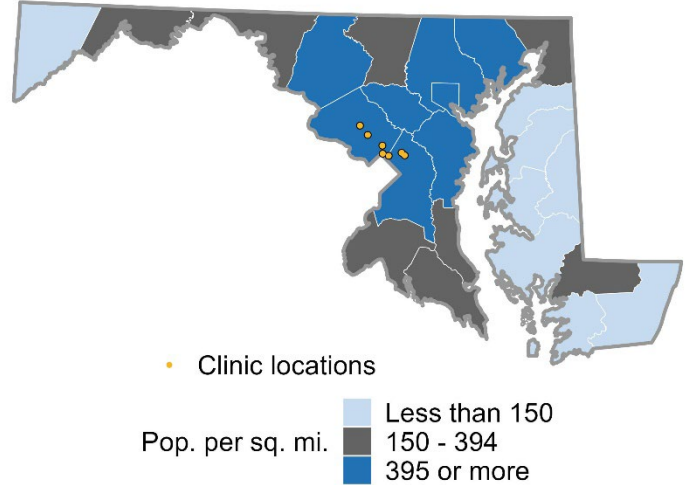 Clinic locations
Less than 150
Pop. per sq. mi. 150 - 394
395 or more